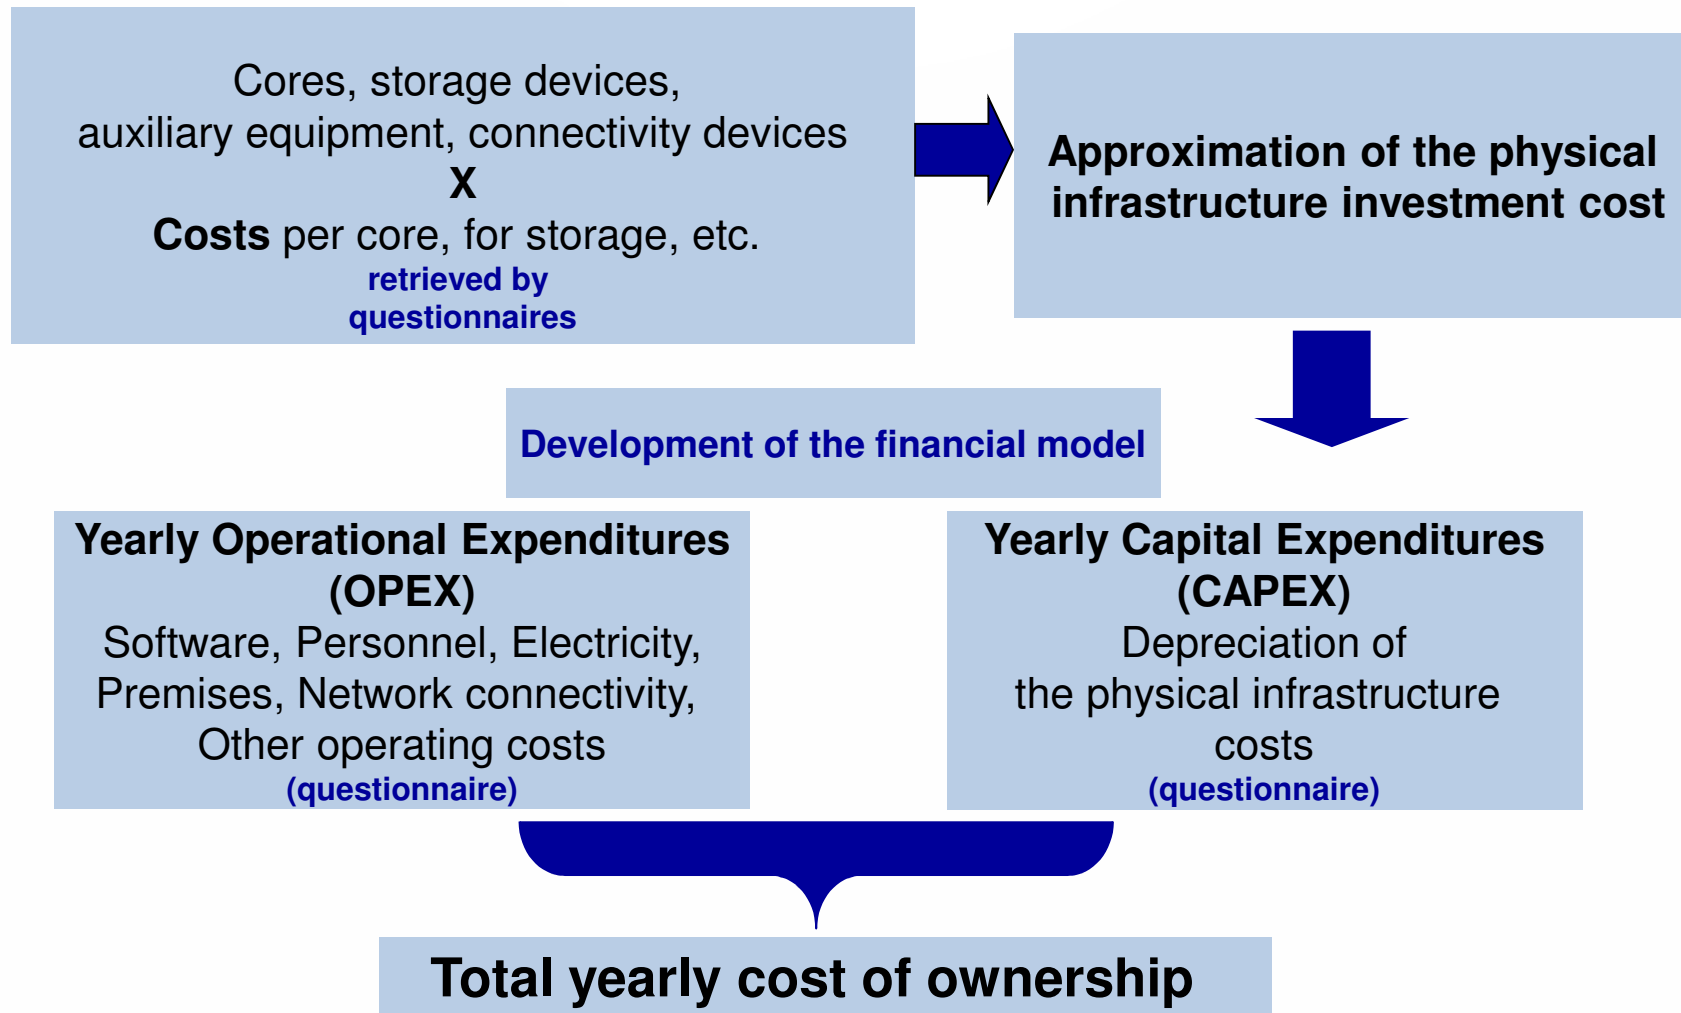 Cores, storage devices,
auxiliary equipment, connectivity devices
X
Costs per core, for storage, etc.
retrieved by
questionnaires
Approximation of the physical
infrastructure investment cost
Development of the financial model
Yearly Operational Expenditures
(OPEX)
Software, Personnel, Electricity,
Premises, Network connectivity,
Other operating costs
(questionnaire)
Yearly Capital Expenditures
(CAPEX)
Depreciation of
the physical infrastructure
costs
(questionnaire)
Total yearly cost of ownership